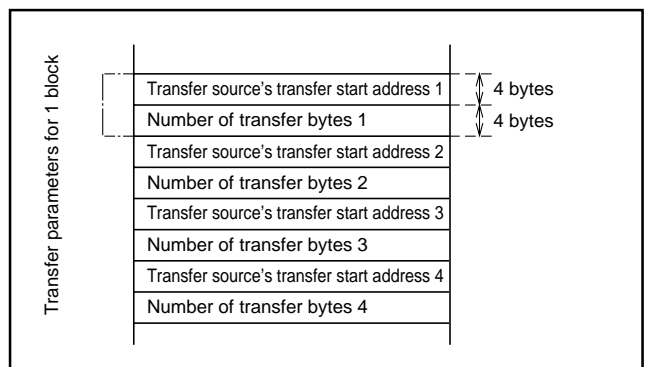 Transfer parameters for 1 block
Transfer source’s transfer start address 1
4 bytes
Number of transfer bytes 1
4 bytes
Transfer source’s transfer start address 2
Number of transfer bytes 2
Transfer source’s transfer start address 3
Number of transfer bytes 3
Transfer source’s transfer start address 4
Number of transfer bytes 4